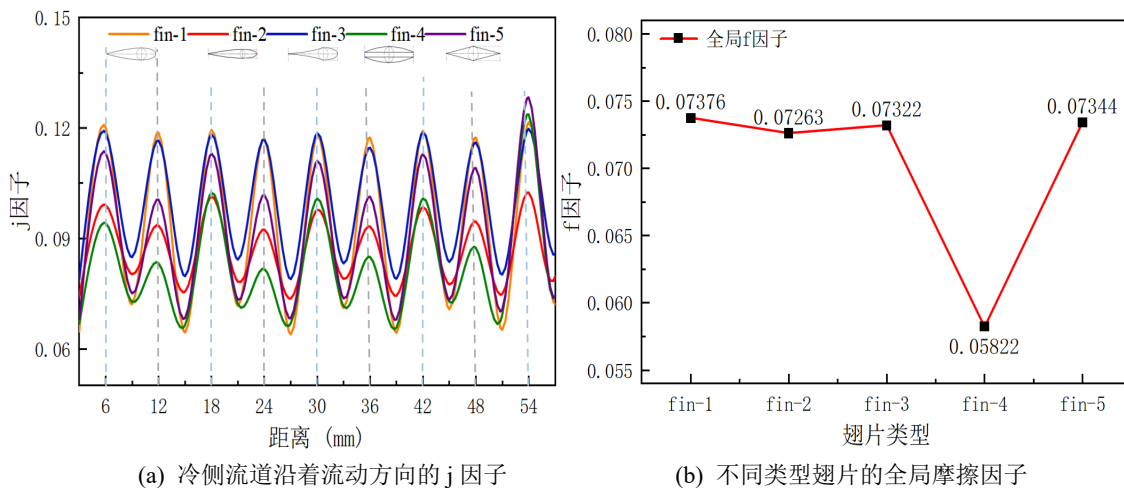 0.15
0.12
0.09
0.06
j因子
fin-1 fin-2 fin-3 fin-4 fin-5
6 12 18 24 30 36 42 48 54
距离 (mm)
(a) 冷侧流道沿着流动方向的 j 因子
0.080
0.075
0.070
0.065
0.060
0.055
f因子
全局f因子
0.07376
0.07263
0.07322
0.05822
0.07344
fin-1 fin-2 fin-3 fin-4 fin-5
翅片类型
(b) 不同类型翅片的全局摩擦因子